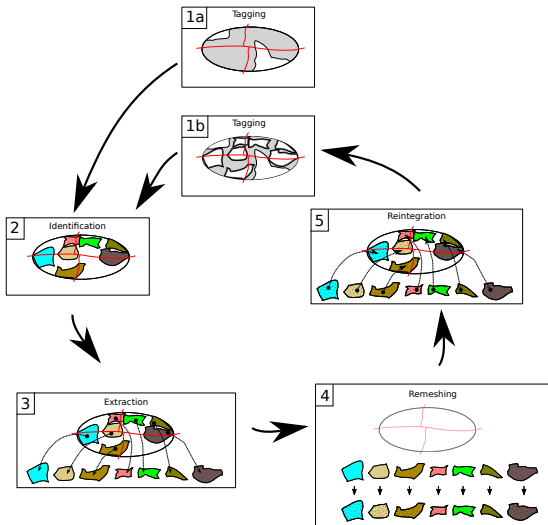 1a
Tagging
1b
Tagging
2
Identification
5
Reintegration
3
Extraction
4
Remeshing